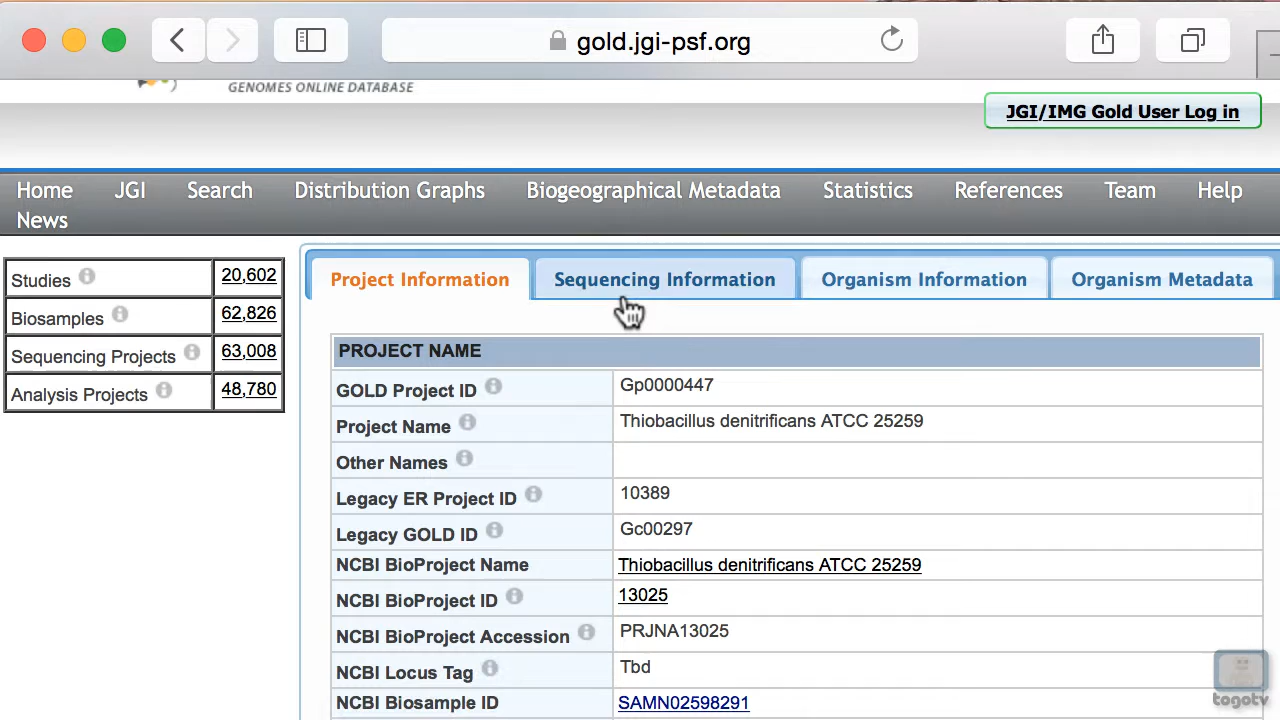 gold.jgi-psf.org
GENOMES ONLINE DATABASE
JGI/IMG Gold User Log in
Home JGI Search Distribution Graphs Biogeographical Metadata Statistics References Team Help
News
Studies 20,602
Biosamples 62,826
Sequencing Projects 63,008
Analysis Projects 48,780
Project Information Sequencing Information Organism Information Organism Metadata
PROJECT NAME
GOLD Project ID Gp0000447
Project Name Thiobacillus denitrificans ATCC 25259
Other Names
Legacy ER Project ID 10389
Legacy GOLD ID Gc00297
NCBI BioProject Name Thiobacillus denitrificans ATCC 25259
NCBI BioProject ID 13025
NCBI BioProject Accession PRJNA13025
NCBI Locus Tag Tbd
NCBI Biosample ID SAMN02598291
togotv